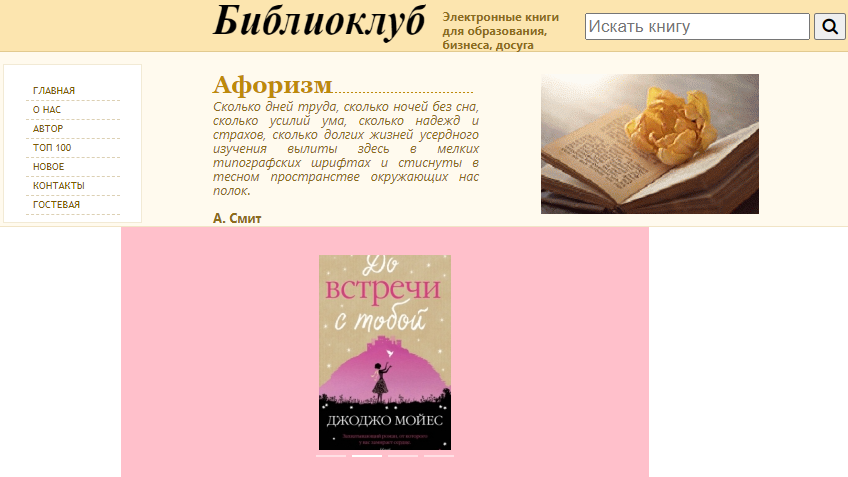 Библиоклуб
Электронные книги
для образования,
бизнеса, досуга
Искать книгу
ГЛАВНАЯ
О НАС
АВТОР
ТОП 100
НОВОЕ
КОНТАКТЫ
ГОСТЕВАЯ
Афоризм
Сколько дней труда, сколько ночей без сна,
сколько усилий ума, сколько надежд и
страхов, сколько долгих жизней усердного
изучения вылиты здесь в мелких
типографских шрифтах и стиснуты в
тесном пространстве окружающих нас
полок.
А. Смит
До
встречи
с тобой
ДЖОДЖО МОЙЕС